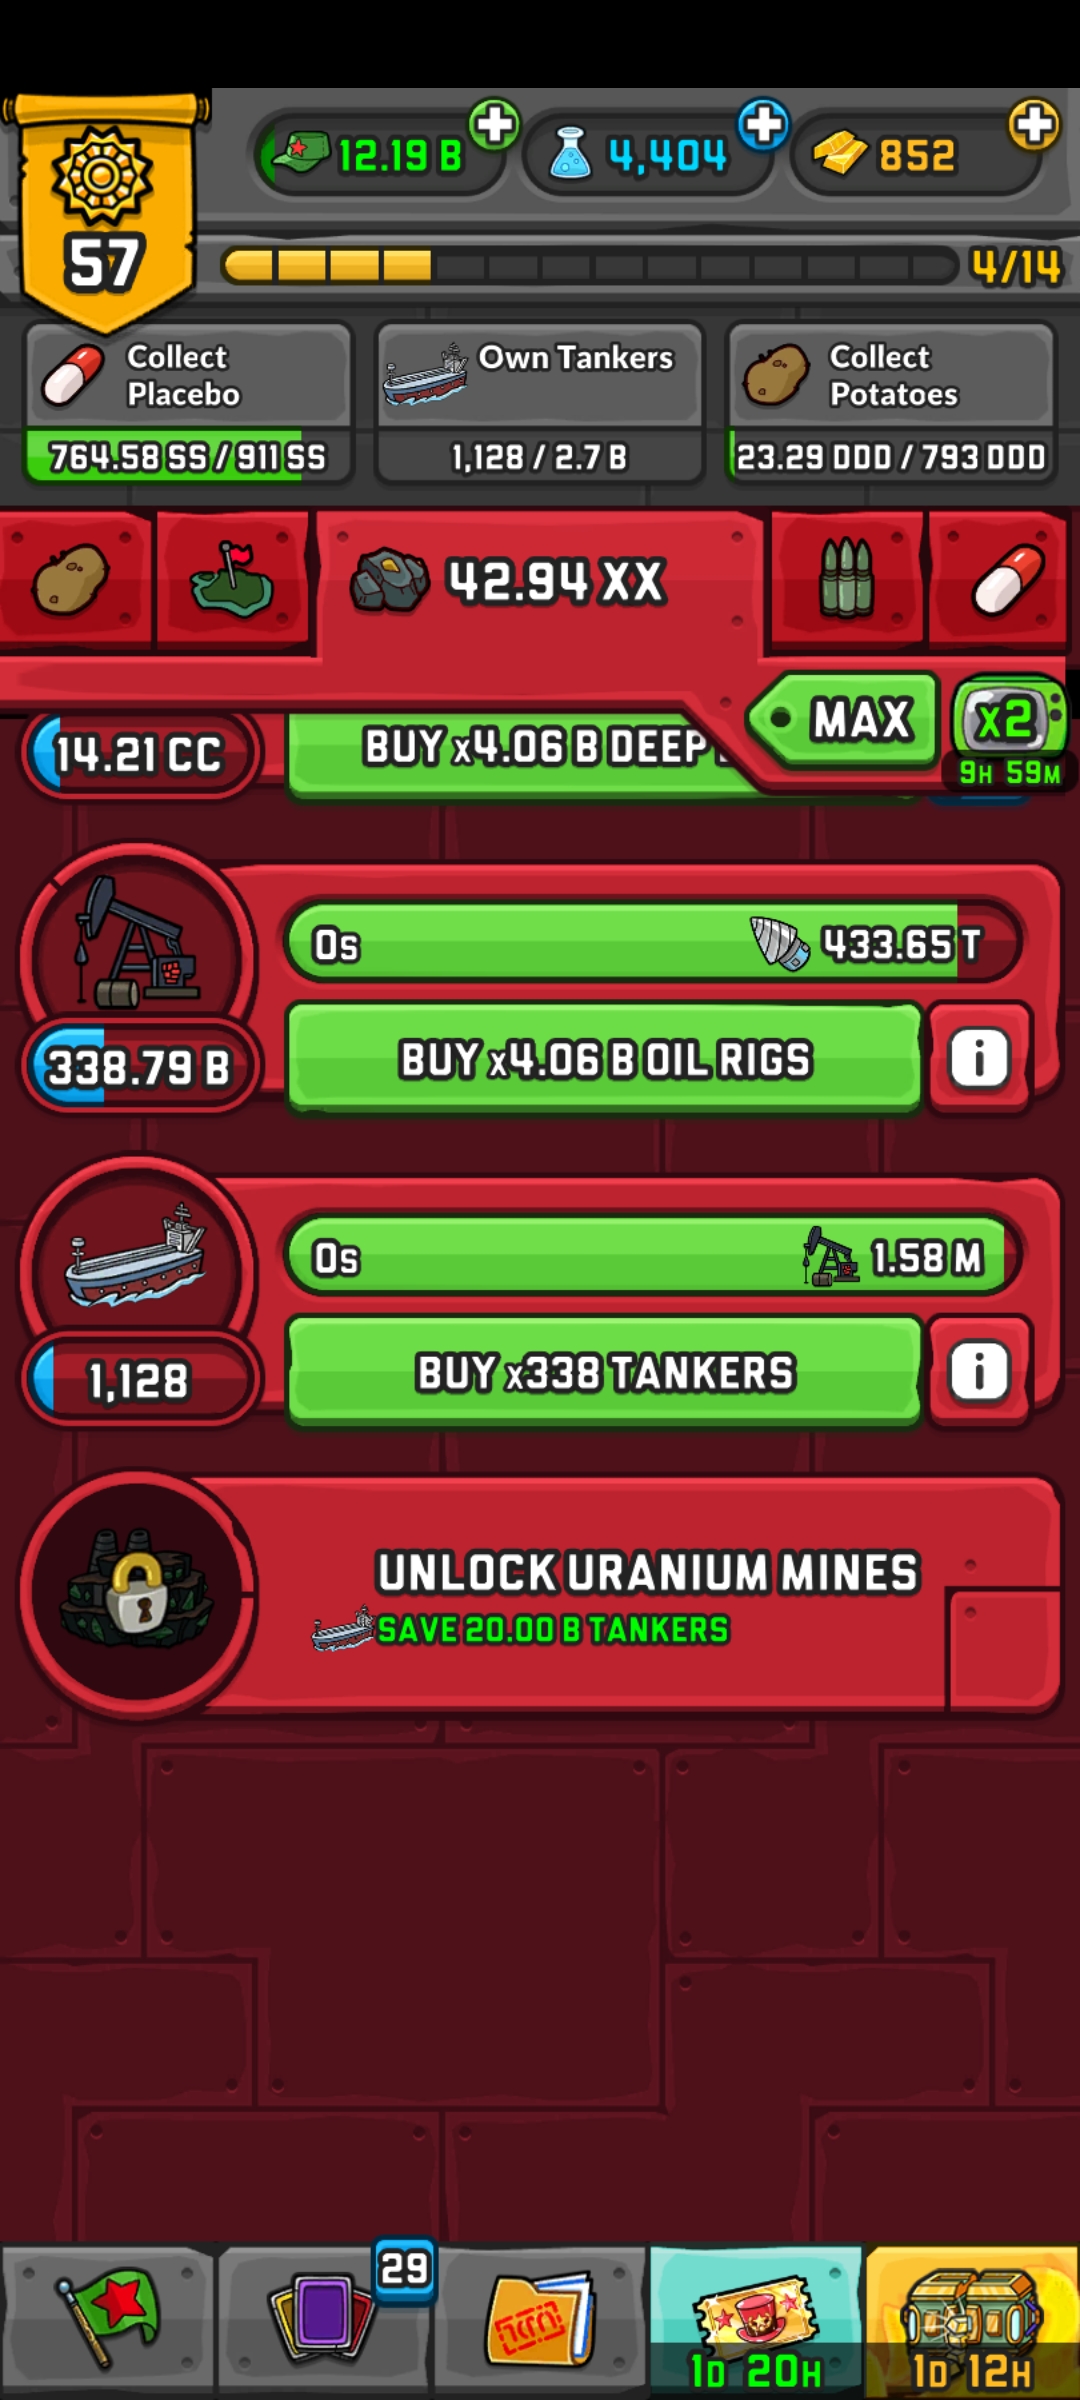 12.19 B
4,404
852
57
4/14
Collect
Placebo
764.58 SS / 911 SS
Own Tankers
1,128 / 2.7 B
Collect
Potatoes
23.29 DDD / 793 DDD
42.94 XX
MAX
x2
9H 59M
14.21 CC
BUY x4.06 B DEEP
0s
433.65 T
338.79 B
BUY x4.06 B OIL RIGS
i
0s
1.58 M
1,128
BUY x338 TANKERS
i
UNLOCK URANIUM MINES
SAVE 20.00 B TANKERS
29
1D 20H
1D 12H